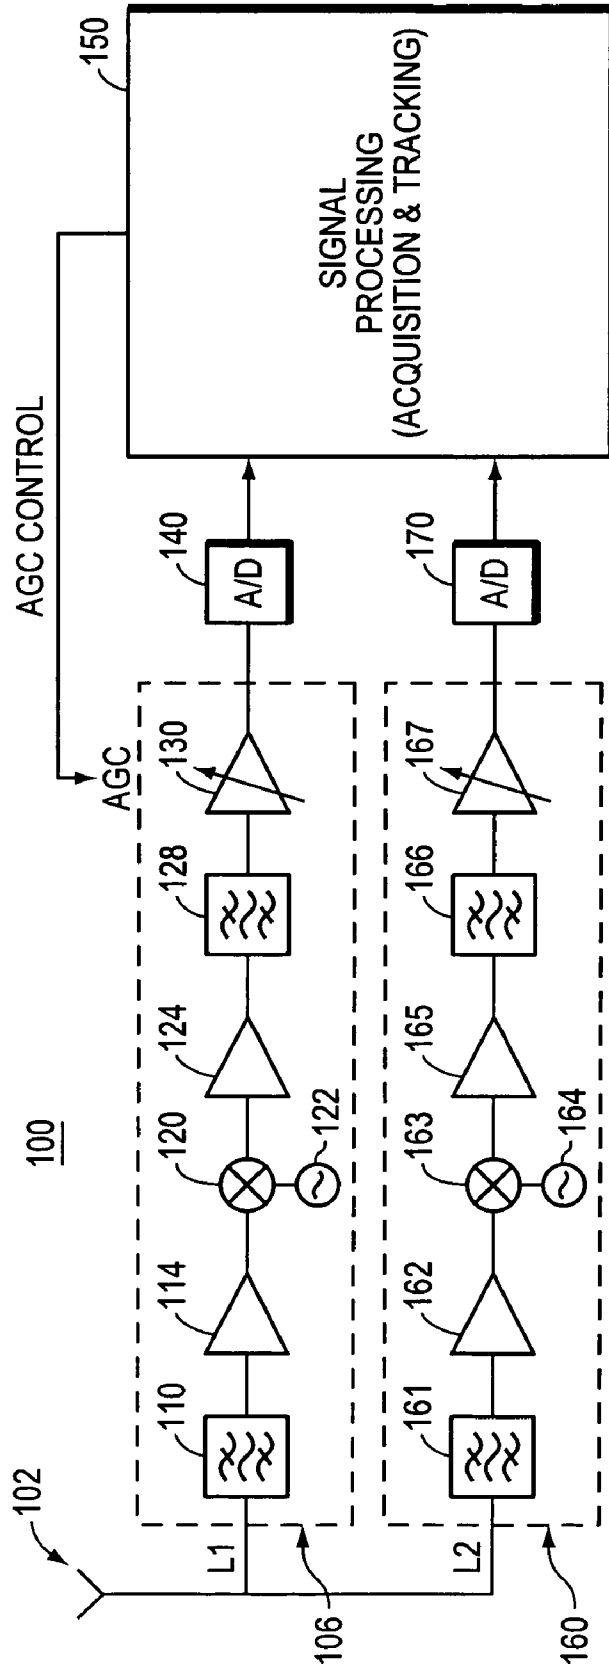 100
102
L1
L2
106
110
114
120
122
124
128
130
AGC
AGC CONTROL
140
A/D
150
SIGNAL
PROCESSING
(ACQUISITION & TRACKING)
160
161
162
163
164
165
166
167
170
A/D